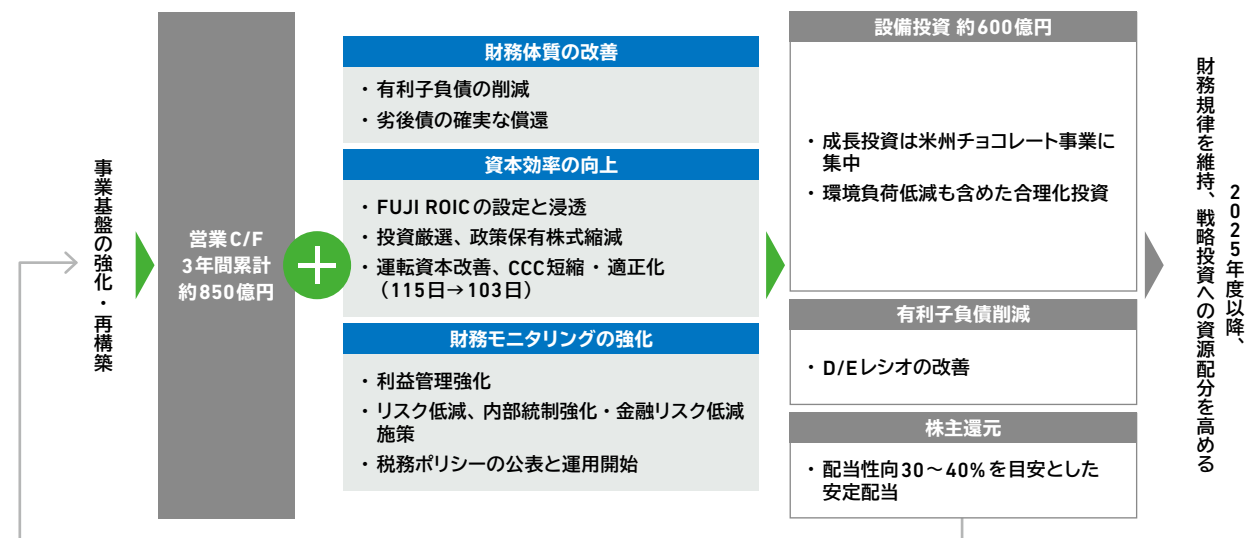 事業基盤の強化・再構築
営業C/F
3年間累計
約850億円
財務体質の改善
・有利子負債の削減
・劣後債の確実な償還
資本効率の向上
・FUJI ROICの設定と浸透
・投資厳選、政策保有株式縮減
・運転資本改善、CCC短縮・適正化
（115日→103日）
財務モニタリングの強化
・利益管理強化
・リスク低減、内部統制強化・金融リスク低減
施策
・税務ポリシーの公表と運用開始
設備投資 約600億円
・成長投資は米州チョコレート事業に
集中
・環境負荷低減も含めた合理化投資
有利子負債削減
・D/Eレシオの改善
株主還元
・配当性向30～40%を目安とした
安定配当
2025年度以降、
財務規律を維持、戦略投資への資源配分を高める